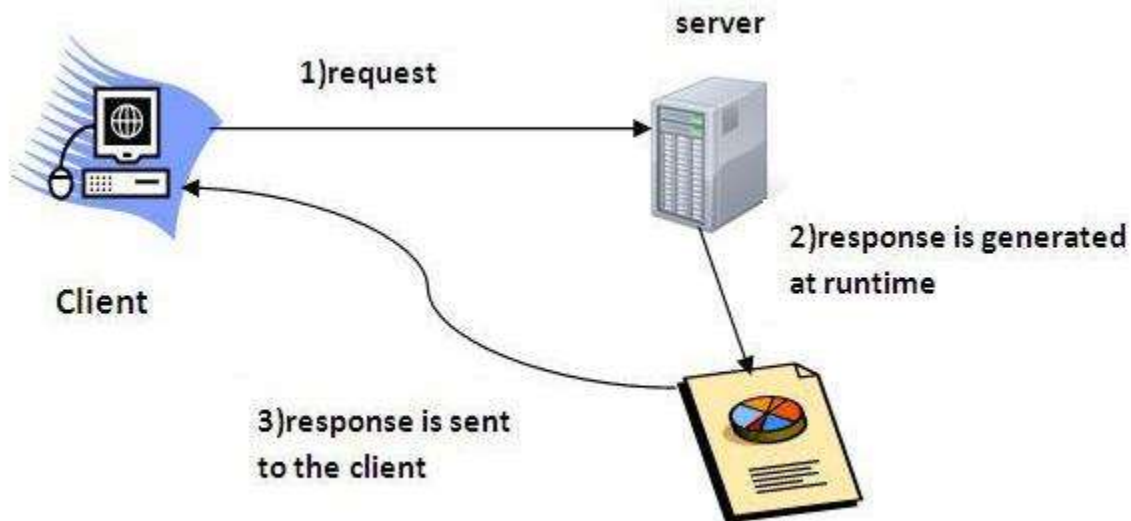 server
1)request
2)response is generated
at runtime
Client
3)response is sent
to the client